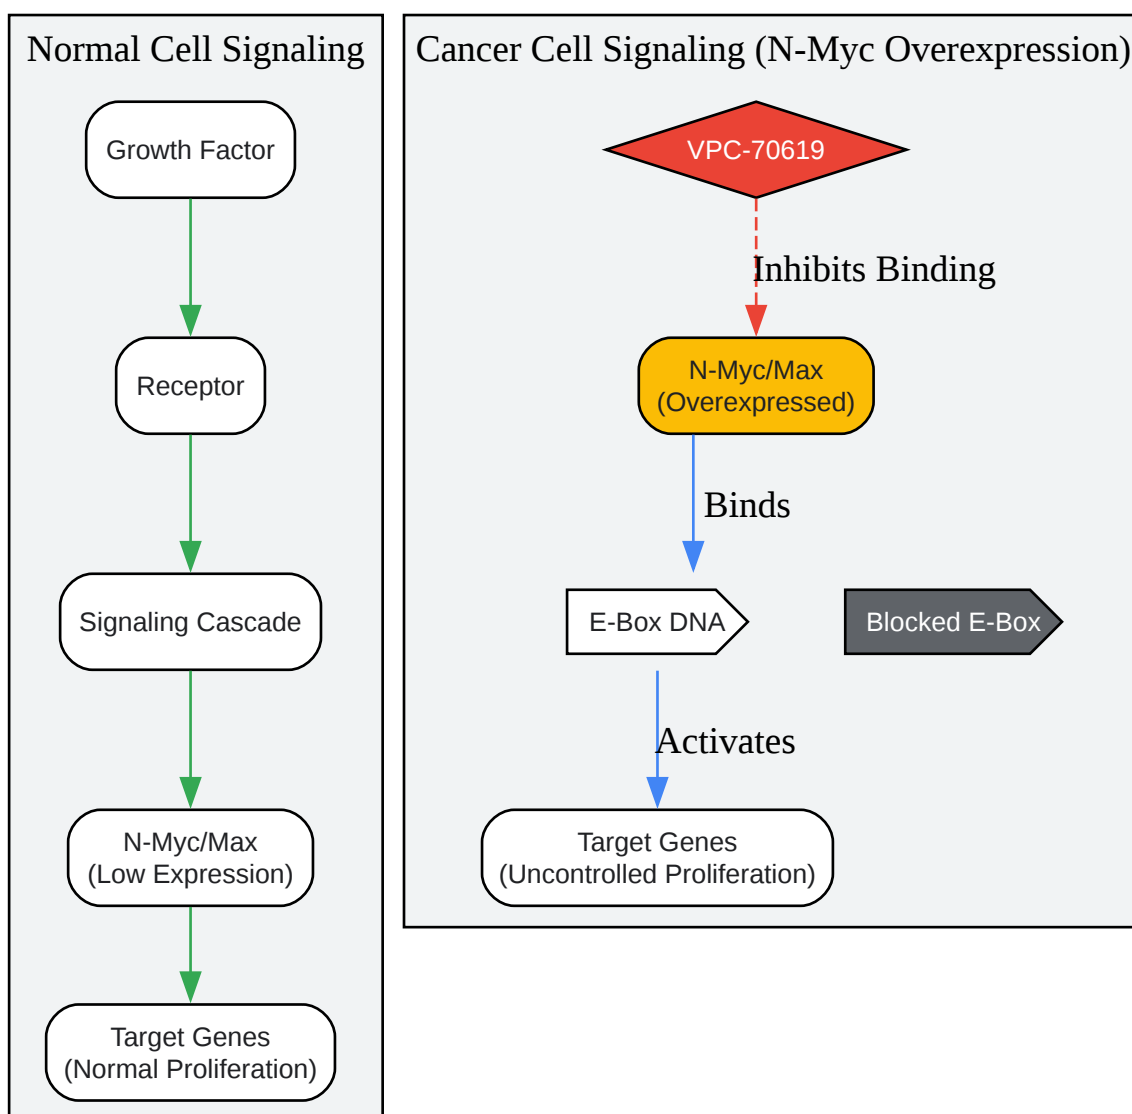 Normal Cell Signaling
Growth Factor
Receptor
Signaling Cascade
N-Myc/Max
(Low Expression)
Target Genes
(Normal Proliferation)
Cancer Cell Signaling (N-Myc Overexpression)
VPC-70619
Inhibits Binding
N-Myc/Max
(Overexpressed)
Binds
E-Box DNA
Blocked E-Box
Activates
Target Genes
(Uncontrolled Proliferation)